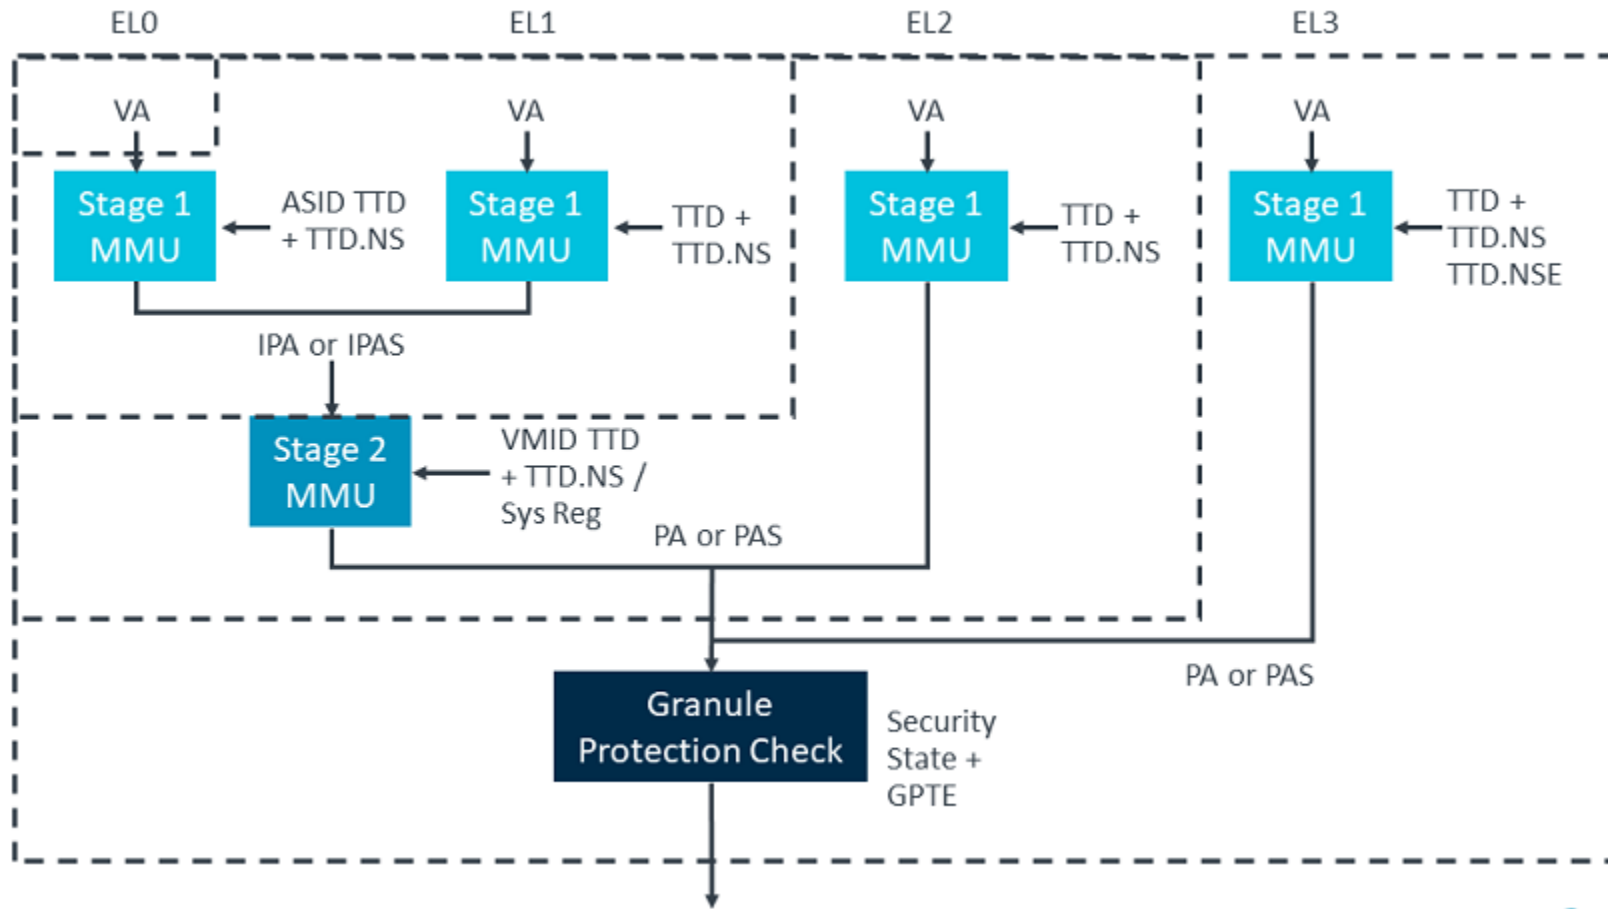 EL0
EL1
EL2
EL3
VA
VA
VA
VA
Stage 1
MMU
ASID TTD
+ TTD.NS
Stage 1
MMU
TTD +
TTD.NS
Stage 1
MMU
TTD +
TTD.NS
Stage 1
MMU
TTD +
TTD.NS
TTD.NSE
IPA or IPAS
Stage 2
MMU
VMID TTD
+ TTD.NS /
Sys Reg
PA or PAS
PA or PAS
Granule
Protection Check
Security
State +
GPTE